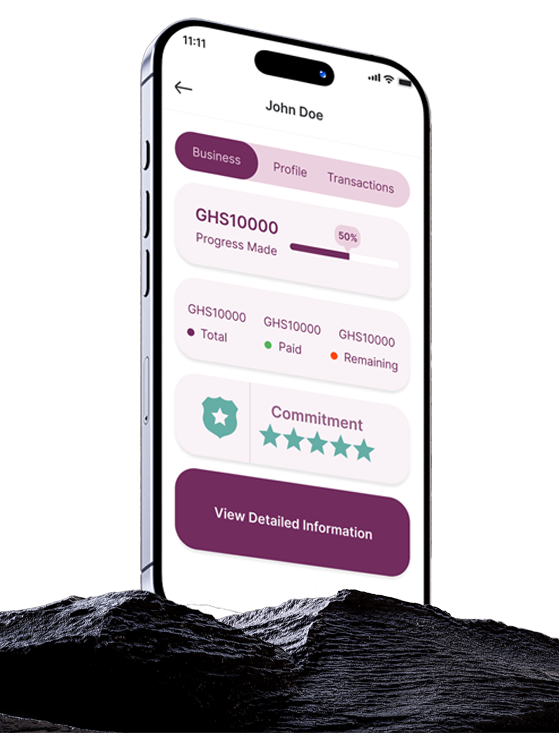 11:11
John Doe
Business Profile Transactions
GHS10000
Progress Made
50%
GHS10000 GHS10000 GHS10000
Total Paid Remaining
Commitment
View Detailed Information